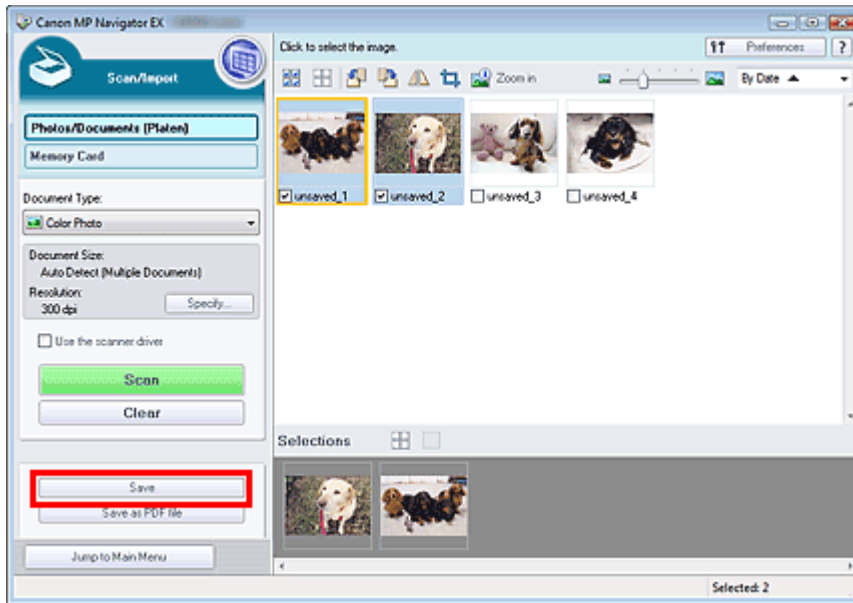 Canon MP Navigator EX
Scan/Import
Photos/Documents (Platen)
Memory Card
Document Type:
Color Photo
Document Size:
Auto Detect (Multiple Documents)
Resolution:
300 dpi
Specify...
Use the scanner driver
Scan
Clear
Save
Save as PDF file
Jump to Main Menu
Click to select the image.
Preferences
?
Zoom in
By Date
unsaved_1
unsaved_2
unsaved_3
unsaved_4
Selections
Selected: 2